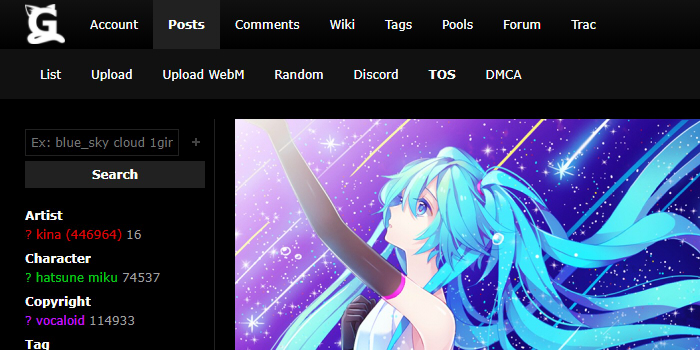 G
Account Posts Comments Wiki Tags Pools Forum Trac
List Upload Upload WebM Random Discord TOS DMCA
Ex: blue_sky cloud 1gir +
Search
Artist
? kina (446964) 16
Character
? hatsune miku 74537
Copyright
? vocaloid 114933
Tag